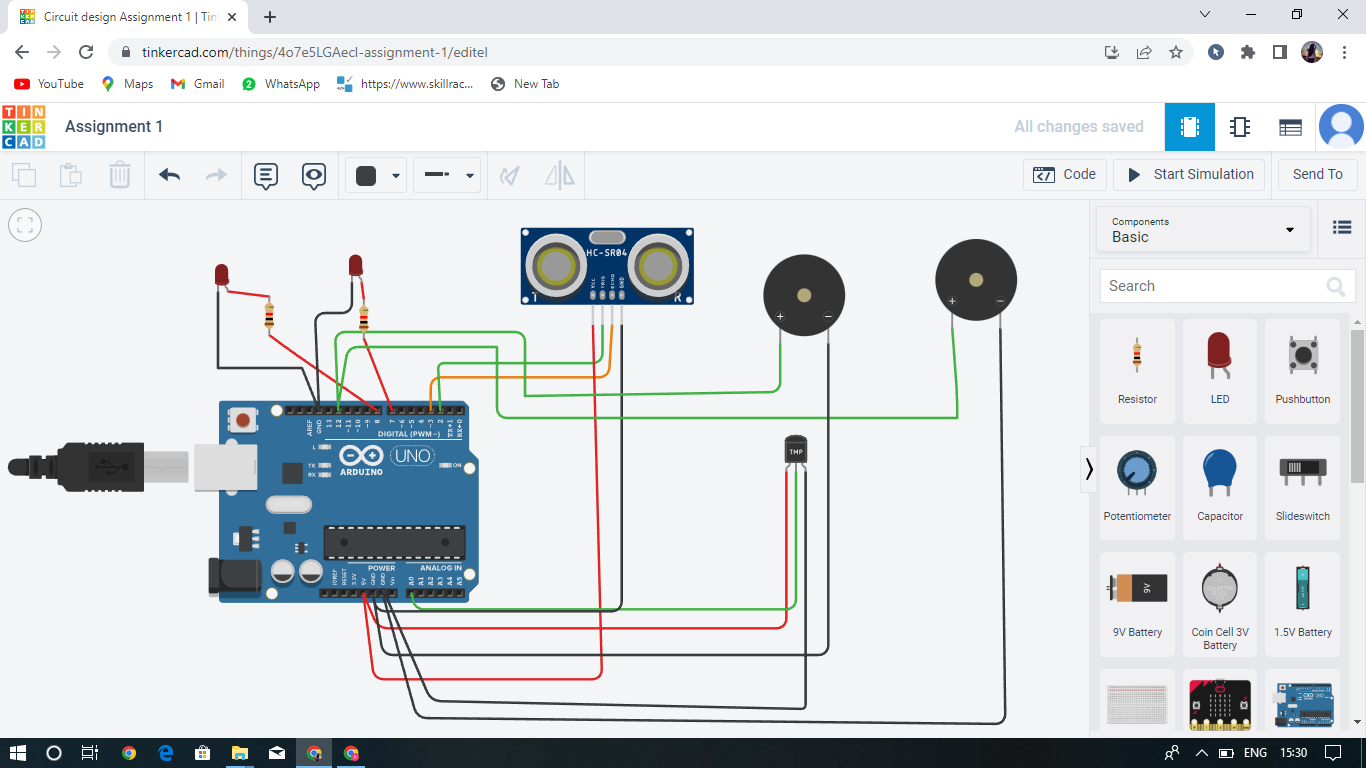 Circuit design Assignment 1 | Tin
tinkercad.com/things/4o7e5LGAecl-assignment-1/editel
YouTube
Maps
Gmail
2
WhatsApp
https://www.skillrac...
New Tab
TIN
KER
CAD
Assignment 1
All changes saved
Code
Start Simulation
Send To
HC-SR04
VCC
TRIG
ECHO
GND
T
R
+
−
+
−
AREF
GND
13
12
~11
~10
~9
8
7
~6
~5
4
~3
2
TX→1
RX←0
DIGITAL (PWM ~)
L
TX
RX
ARDUINO
UNO
ON
TMP
IOREF
RESET
3.3V
5V
GND
GND
Vin
POWER
ANALOG IN
A0
A1
A2
A3
A4
A5
Components
Basic
Search
Resistor
LED
Pushbutton
Potentiometer
Capacitor
Slideswitch
9V
9V Battery
Coin Cell 3V
Battery
1.5V Battery
ENG
15:30